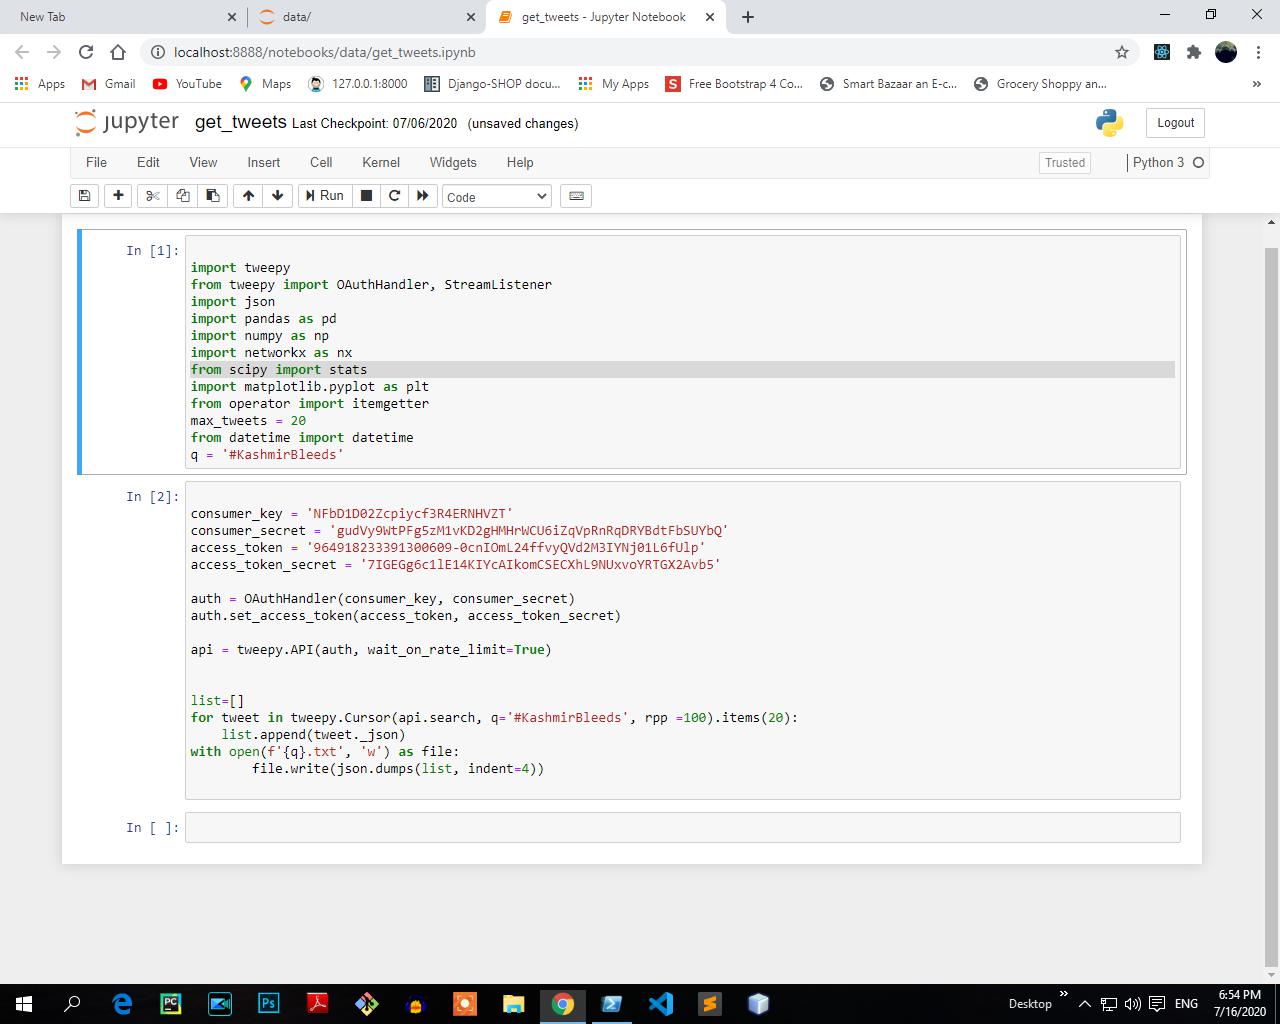 New Tab
data/
get_tweets - Jupyter Notebook
localhost:8888/notebooks/data/get_tweets.ipynb
Apps Gmail YouTube Maps 127.0.0.1:8000 Django-SHOP docu... My Apps Free Bootstrap 4 Co... Smart Bazaar an E-c... Grocery Shoppy an... »
jupyter get_tweets Last Checkpoint: 07/06/2020 (unsaved changes) Logout
File Edit View Insert Cell Kernel Widgets Help Trusted Python 3
Run Code
In [1]:
import tweepy
from tweepy import OAuthHandler, StreamListener
import json
import pandas as pd
import numpy as np
import networkx as nx
from scipy import stats
import matplotlib.pyplot as plt
from operator import itemgetter
max_tweets = 20
from datetime import datetime
q = '#KashmirBleeds'
In [2]:
consumer_key = 'NFbD1D02Zcpiycf3R4ERNHVZT'
consumer_secret = 'gudVy9WtPFg5zM1vKD2gHMHrWCU6iZqVpRnRqDRYBdtFbSUYbQ'
access_token = '964918233391300609-0cnIOmL24ffvyQVd2M3IYNj01L6fUlp'
access_token_secret = '7IGEGg6c1lE14KIYcAIkomCSECXhL9NUxvoYRTGX2Avb5'
auth = OAuthHandler(consumer_key, consumer_secret)
auth.set_access_token(access_token, access_token_secret)
api = tweepy.API(auth, wait_on_rate_limit=True)
list=[]
for tweet in tweepy.Cursor(api.search, q='#KashmirBleeds', rpp =100).items(20):
    list.append(tweet._json)
with open(f'{q}.txt', 'w') as file:
        file.write(json.dumps(list, indent=4))
In [ ]:
Desktop » ENG 6:54 PM
7/16/2020